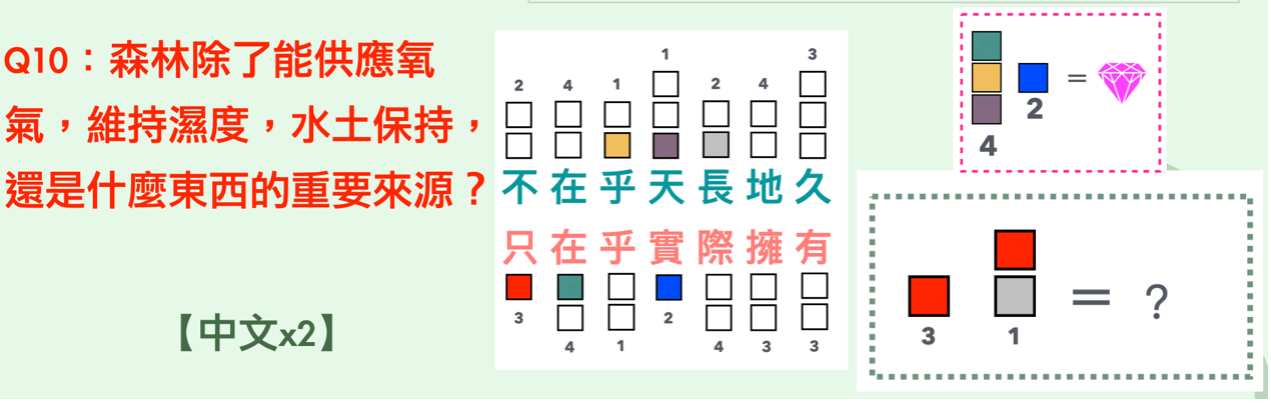 Q10：森林除了能供應氧
氣，維持濕度，水土保持，
還是什麼東西的重要來源？
【中文x2】
1 3
2 4 1 2 4
不在乎天長地久
只在乎實際擁有
3 2
4 1 4 3 3
= 2
4
= ?
3 1